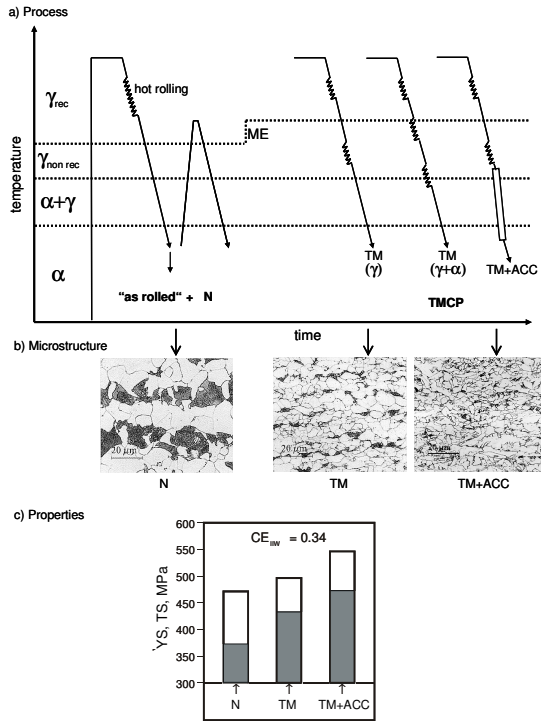 a) Process
γrec
hot rolling
ME
γnon rec
temperature
α+γ
α
"as rolled" + N
TM
(γ)
TM
(γ+α)
TM+ACC
TMCP
time
b) Microstructure
20 µm
20 µm
20 µm
N
TM
TM+ACC
c) Properties
CEIIW = 0.34
YS, TS, MPa
600
550
500
450
400
350
300
N
TM
TM+ACC